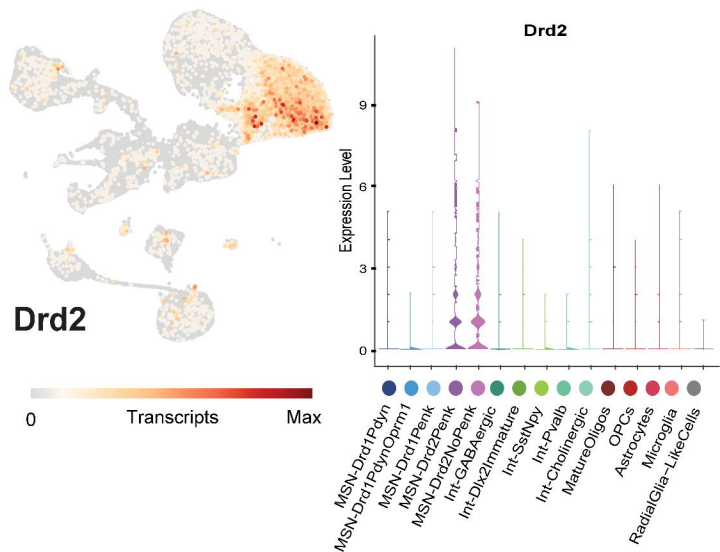 Drd2
Drd2
0
Transcripts
Max
Expression Level
9
6
3
0
MSN-Drd1Pdyn
MSN-Drd1PdynOprm1
MSN-Drd1Penk
MSN-Drd2Penk
MSN-Drd2NoPenk
Int-GABAergic
Int-Dlx2Immature
Int-SstNpy
Int-Pvalb
Int-Cholinergic
MatureOligos
OPCs
Astrocytes
Microglia
RadialGlia-LikeCells